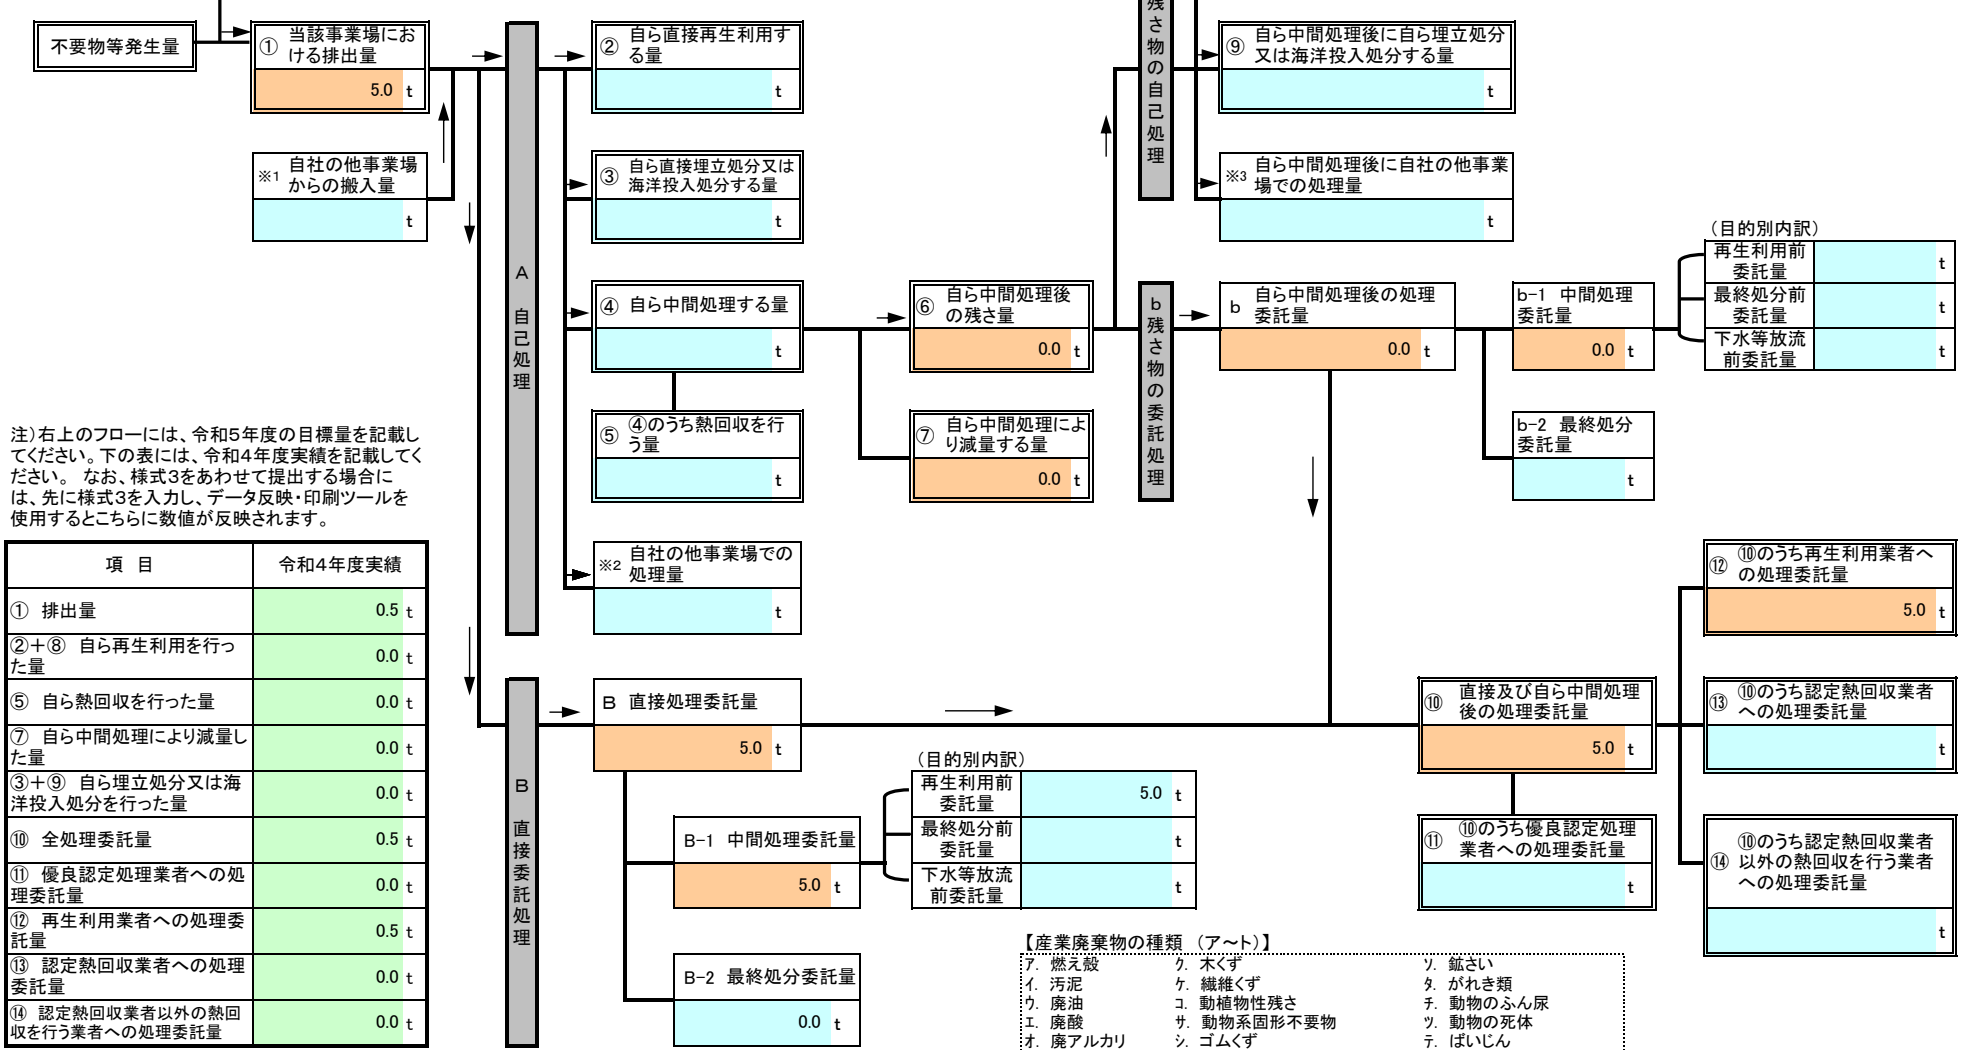 不要物等発生量
① 当該事業場にお
ける排出量
5.0 t
※1 自社の他事業場
からの搬入量
t
A 自己処理
② 自ら直接再生利用す
る量
t
③ 自ら直接埋立処分又は
海洋投入処分する量
t
④ 自ら中間処理する量
t
⑤ ④のうち熱回収を行
う量
t
※2 自社の他事業場での
処理量
t
⑥ 自ら中間処理後
の残さ量
0.0 t
⑦ 自ら中間処理によ
り減量する量
0.0 t
残さ物の自己処理
⑨ 自ら中間処理後に自ら埋立処分
又は海洋投入処分する量
t
※3 自ら中間処理後に自社の他事業
場での処理量
t
b 残さ物の委託処理
b 自ら中間処理後の処理
委託量
0.0 t
b-1 中間処理
委託量
0.0 t
(目的別内訳)
再生利用前
委託量
t
最終処分前
委託量
t
下水等放流
前委託量
t
b-2 最終処分
委託量
t
注)右上のフローには、令和5年度の目標量を記載し
てください。下の表には、令和4年度実績を記載してく
ださい。 なお、様式3をあわせて提出する場合に
は、先に様式3を入力し、データ反映・印刷ツールを
使用するとこちらに数値が反映されます。
項 目 令和4年度実績
① 排出量 0.5 t
②+⑧ 自ら再生利用を行っ
た量 0.0 t
⑤ 自ら熱回収を行った量 0.0 t
⑦ 自ら中間処理により減量し
た量 0.0 t
③+⑨ 自ら埋立処分又は海
洋投入処分を行った量 0.0 t
⑩ 全処理委託量 0.5 t
⑪ 優良認定処理業者への処
理委託量 0.0 t
⑫ 再生利用業者への処理委
託量 0.5 t
⑬ 認定熱回収業者への処理
委託量 0.0 t
⑭ 認定熱回収業者以外の熱回
収を行う業者への処理委託量 0.0 t
B 直接委託処理
B 直接処理委託量
5.0 t
B-1 中間処理委託量
5.0 t
B-2 最終処分委託量
0.0 t
(目的別内訳)
再生利用前
委託量
5.0 t
最終処分前
委託量
t
下水等放流
前委託量
t
⑩ 直接及び自ら中間処理
後の処理委託量
5.0 t
⑪ ⑩のうち優良認定処理
業者への処理委託量
t
⑫ ⑩のうち再生利用業者へ
の処理委託量
5.0 t
⑬ ⑩のうち認定熱回収業者
への処理委託量
t
⑭ ⑩のうち認定熱回収業者
以外の熱回収を行う業者
への処理委託量
t
【産業廃棄物の種類 (ア～ト)】
ア. 燃え殻 ク. 木くず ソ. 鉱さい
イ. 汚泥 ケ. 繊維くず タ. がれき類
ウ. 廃油 コ. 動植物性残さ チ. 動物のふん尿
エ. 廃酸 サ. 動物系固形不要物 ツ. 動物の死体
オ. 廃アルカリ シ. ゴムくず テ. ばいじん